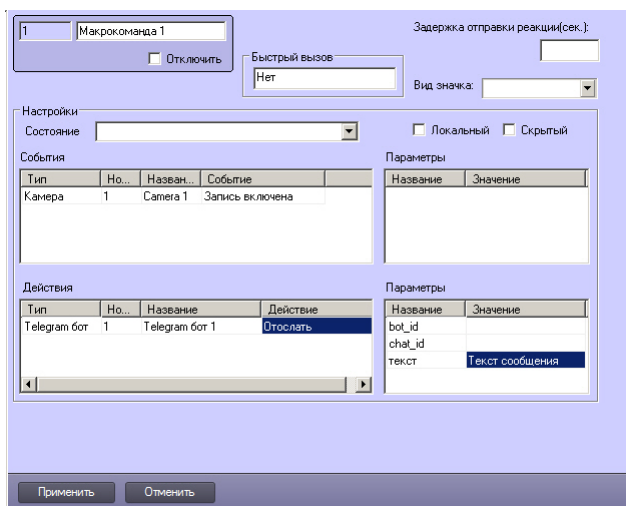 1 Макрокоманда 1 Задержка отправки реакции(сек.):
Отключить
Быстрый вызов
Нет
Вид значка:
Настройки
Состояние Локальный Скрытый
События Параметры
Тип Но... Назван... Событие Название Значение
Камера 1 Camera 1 Запись включена
Действия Параметры
Тип Но... Название Действие Название Значение
Telegram бот 1 Telegram бот 1 Отослать bot_id
chat_id
текст Текст сообщения
Применить Отменить